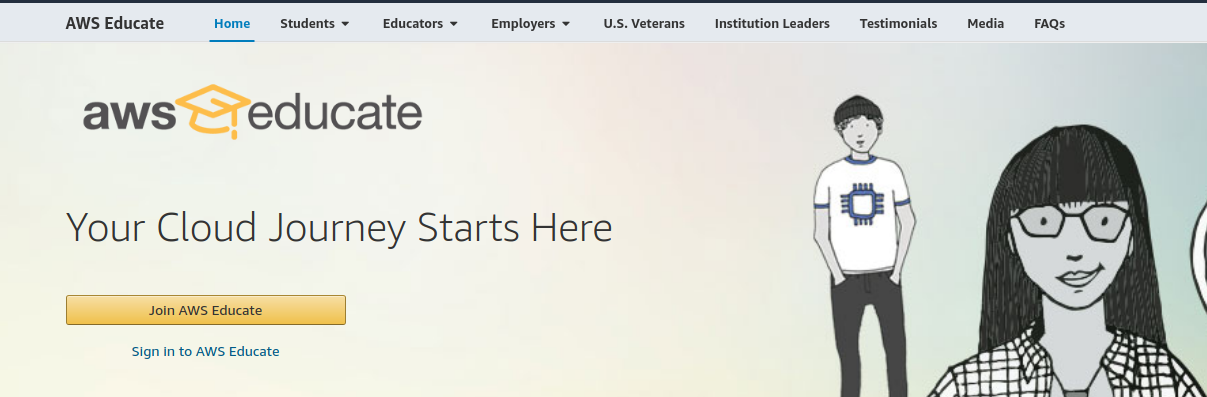 AWS Educate Home Students Educators Employers U.S. Veterans Institution Leaders Testimonials Media FAQs
aws educate
Your Cloud Journey Starts Here
Join AWS Educate
Sign in to AWS Educate